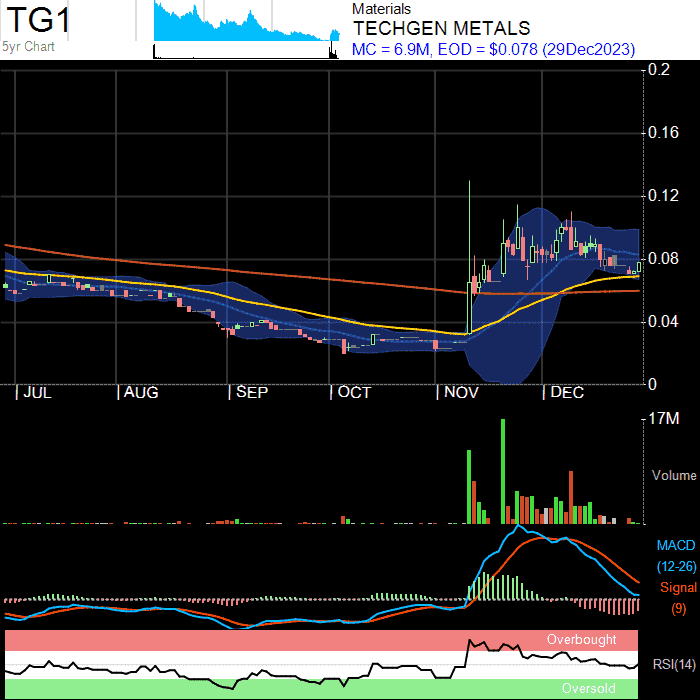 TG1
5yr Chart
Materials
TECHGEN METALS
MC = 6.9M, EOD = $0.078 (29Dec2023)
0.2
0.16
0.12
0.08
0.04
0
JUL AUG SEP OCT NOV DEC
17M
Volume
MACD
(12-26)
Signal
(9)
Overbought
RSI(14)
Oversold